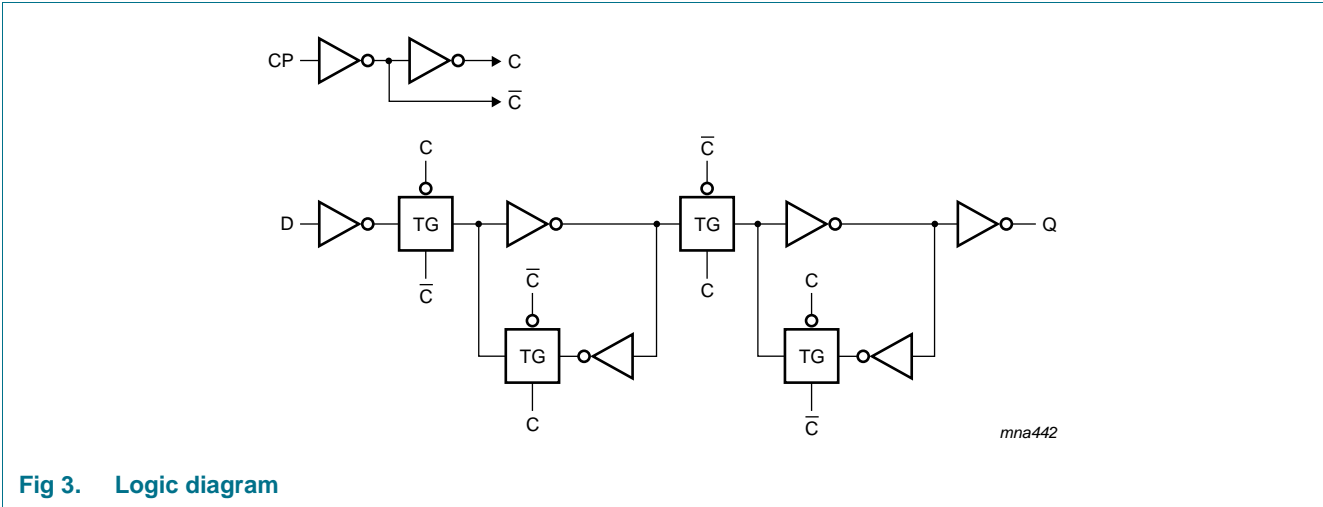 CP
C
C̅
C
C̅
D
TG
TG
Q
C̅
C̅
C
C
TG
TG
C
C̅
mna442
Fig 3. Logic diagram